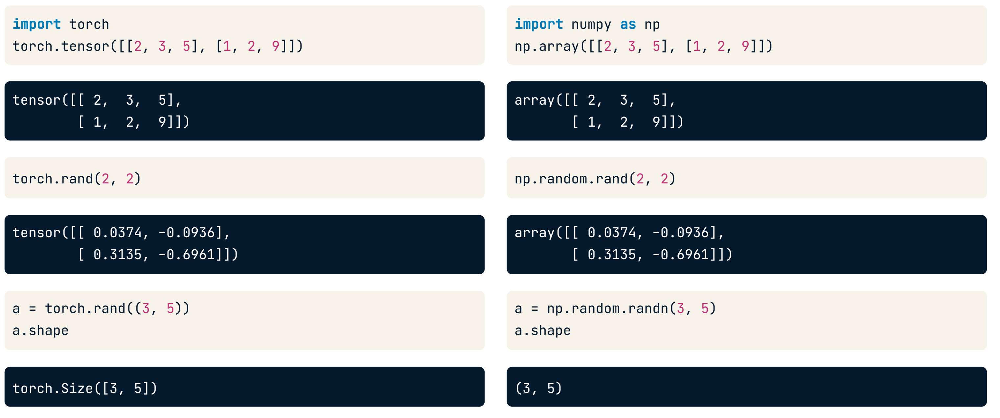 import torch
torch.tensor([[2, 3, 5], [1, 2, 9]])
tensor([[ 2,  3,  5],
        [ 1,  2,  9]])
torch.rand(2, 2)
tensor([[ 0.0374, -0.0936],
        [ 0.3135, -0.6961]])
a = torch.rand((3, 5))
a.shape
torch.Size([3, 5])
import numpy as np
np.array([[2, 3, 5], [1, 2, 9]])
array([[ 2,  3,  5],
       [ 1,  2,  9]])
np.random.rand(2, 2)
array([[ 0.0374, -0.0936],
       [ 0.3135, -0.6961]])
a = np.random.randn(3, 5)
a.shape
(3, 5)